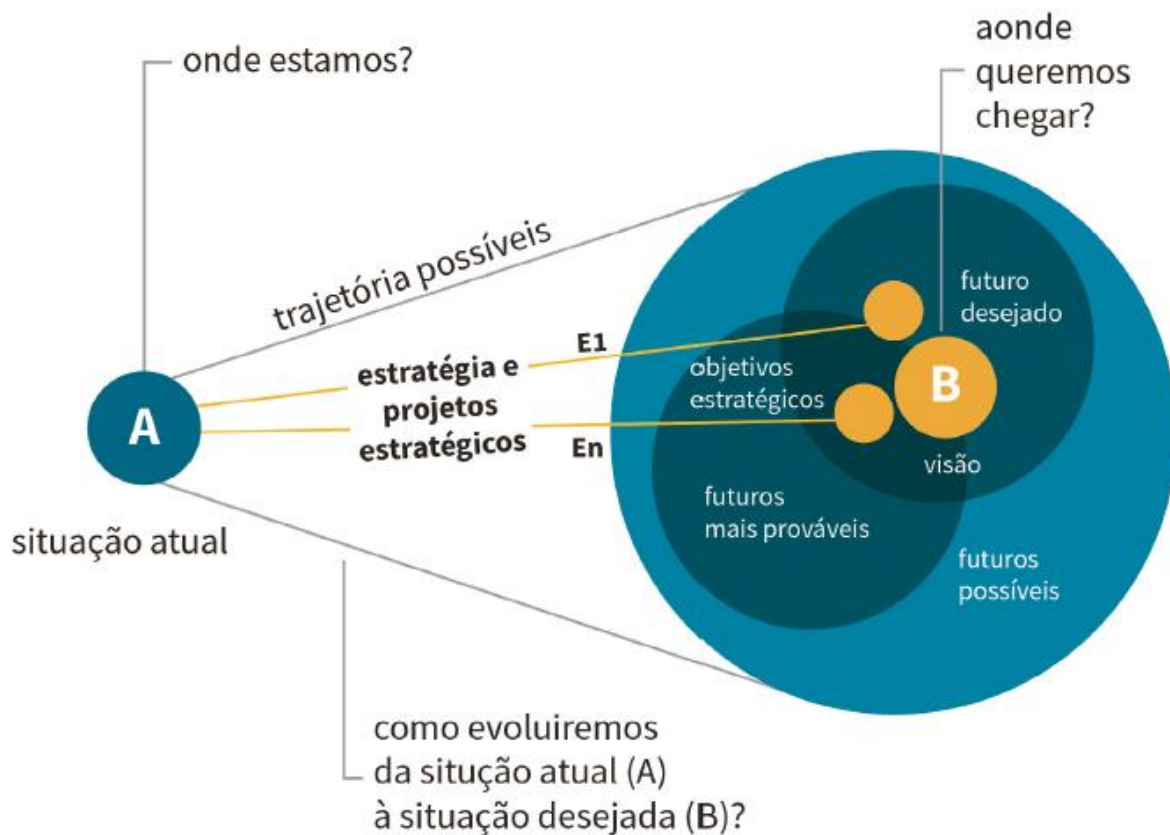 onde estamos?
aonde
queremos
chegar?
trajetória possíveis
futuro
desejado
E1
estratégia e
projetos
estratégicos
objetivos
estratégicos
A
B
En
visão
futuros
mais prováveis
situação atual
futuros
possíveis
como evoluiremos
da situção atual (A)
à situação desejada (B)?